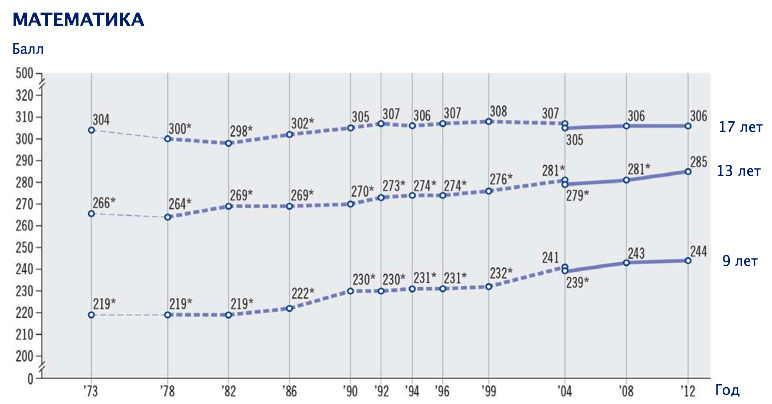 МАТЕМАТИКА
Балл
500
320
310
300
290
280
270
260
250
240
230
220
210
200
0
304 300* 298* 302* 305 307 306 307 308 307 305 306 306
17 лет
266* 264* 269* 269* 270* 273* 274* 274* 276* 281* 279* 281* 285
13 лет
219* 219* 219* 222* 230* 230* 231* 231* 232* 241 239* 243 244
9 лет
'73 '78 '82 '86 '90 '92 '94 '96 '99 '04 '08 '12 Год